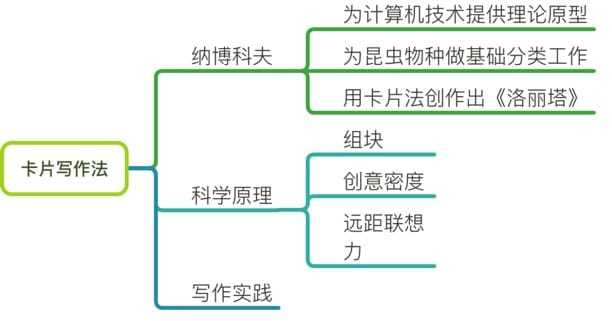 卡片写作法
纳博科夫
为计算机技术提供理论原型
为昆虫物种做基础分类工作
用卡片法创作出《洛丽塔》
科学原理
组块
创意密度
远距联想
力
写作实践